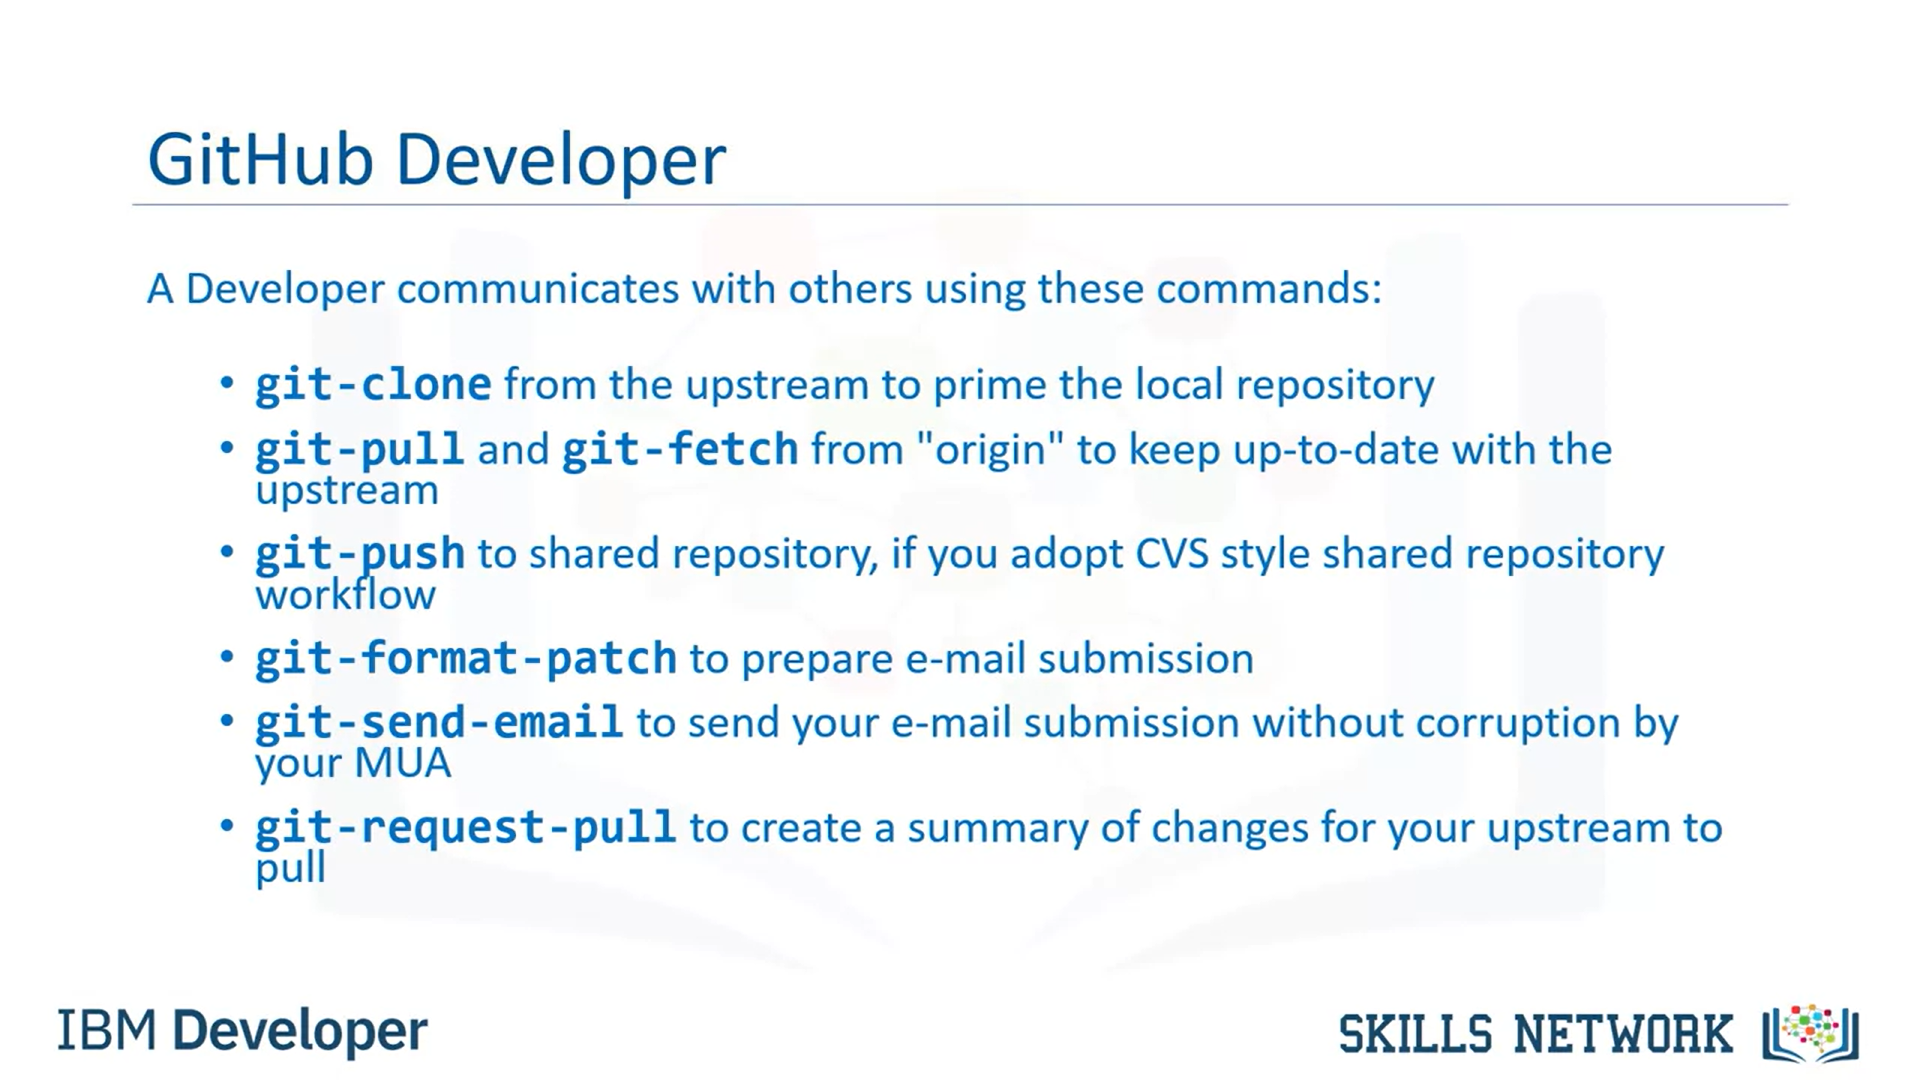 GitHub Developer
A Developer communicates with others using these commands:
• git-clone from the upstream to prime the local repository
• git-pull and git-fetch from "origin" to keep up-to-date with the
upstream
• git-push to shared repository, if you adopt CVS style shared repository
workflow
• git-format-patch to prepare e-mail submission
• git-send-email to send your e-mail submission without corruption by
your MUA
• git-request-pull to create a summary of changes for your upstream to
pull
IBM Developer
SKILLS NETWORK